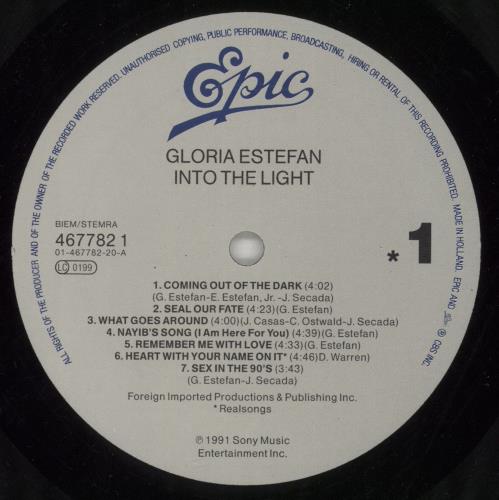 ALL RIGHTS OF THE PRODUCER AND OF THE OWNER OF THE RECORDED WORK RESERVED. UNAUTHORISED COPYING, PUBLIC PERFORMANCE, BROADCASTING, HIRING OR RENTAL OF THIS RECORDING PROHIBITED. MADE IN HOLLAND. EPIC AND CBS INC.
Epic
GLORIA ESTEFAN
INTO THE LIGHT
BIEM/STEMRA
467782 1
01-467782-20-A
LC 0199
* 1
1. COMING OUT OF THE DARK (4:02)
(G. Estefan-E. Estefan, Jr. -J. Secada)
2. SEAL OUR FATE (4:23)(G. Estefan)
3. WHAT GOES AROUND (4:00)(J. Casas-C. Ostwald-J. Secada)
4. NAYIB'S SONG (I Am Here For You) (4:39)(G. Estefan)
5. REMEMBER ME WITH LOVE (4:33)(G. Estefan)
6. HEART WITH YOUR NAME ON IT* (4:46)D. Warren)
7. SEX IN THE 90'S (3:43)
(G. Estefan-J. Secada)
Foreign Imported Productions & Publishing Inc.
* Realsongs
℗ 1991 Sony Music
Entertainment Inc.